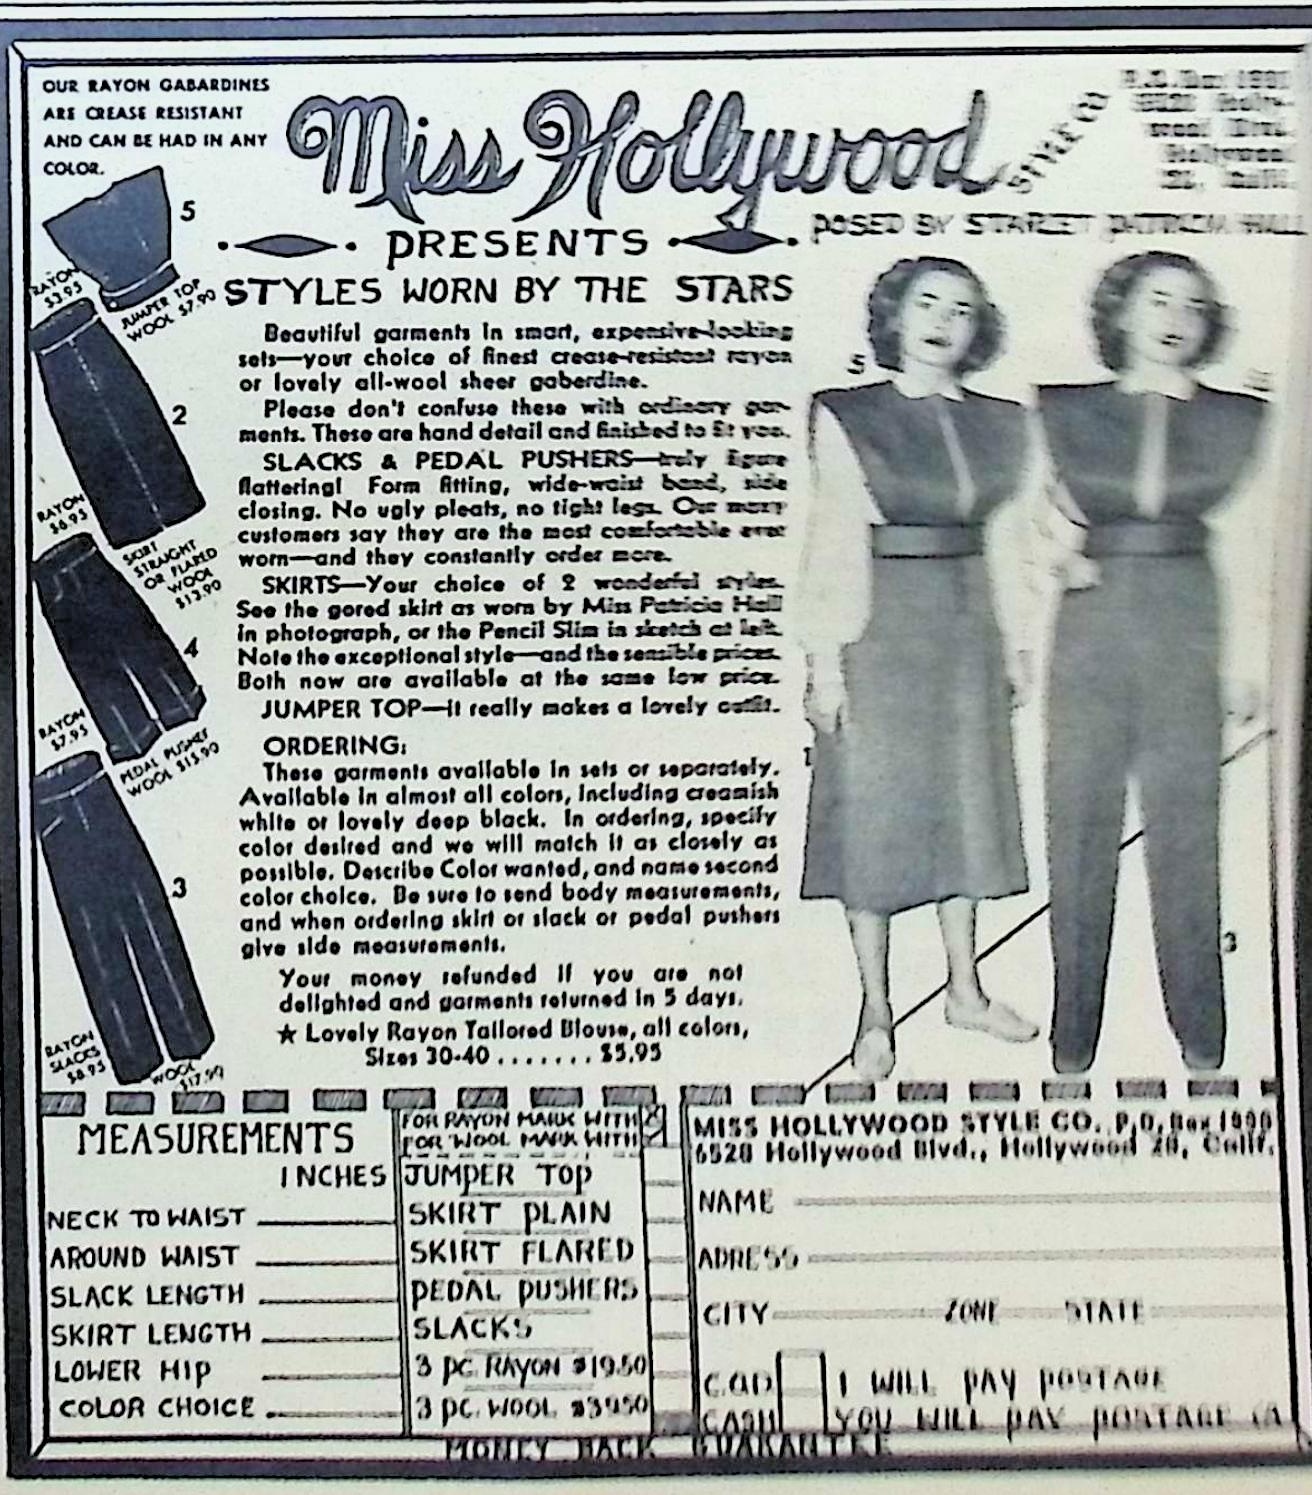 OUR RAYON GABARDINES
ARE CREASE RESISTANT
AND CAN BE HAD IN ANY
COLOR.
Miss Hollywood
PRESENTS
STYLES WORN BY THE STARS
POSED BY STARLET PATRICIA HALL
5
RAYON
$3.95
JUMPER TOP
WOOL $7.90
2
RAYON
$6.95
SKIRT
STRAIGHT
OR FLARED
WOOL
$13.90
4
RAYON
$7.95
PEDAL PUSHER
WOOL $15.90
3
RAYON
SLACKS
$8.95
WOOL
$17.90
Beautiful garments in smart, expensive-looking
sets—your choice of finest crease-resistant rayon
or lovely all-wool sheer gaberdine.
Please don't confuse these with ordinary gar-
ments. These are hand detail and finished to fit you.
SLACKS & PEDAL PUSHERS—truly figure
flattering! Form fitting, wide-waist band, side
closing. No ugly pleats, no tight legs. Our many
customers say they are the most comfortable ever
worn—and they constantly order more.
SKIRTS—Your choice of 2 wonderful styles.
See the gored skirt as worn by Miss Patricia Hall
in photograph, or the Pencil Slim in sketch at left.
Note the exceptional style—and the sensible prices.
Both now are available at the same low price.
JUMPER TOP—it really makes a lovely outfit.
ORDERING:
These garments available in sets or separately.
Available in almost all colors, including creamish
white or lovely deep black. In ordering, specify
color desired and we will match it as closely as
possible. Describe Color wanted, and name second
color choice. Be sure to send body measurements,
and when ordering skirt or slack or pedal pushers
give side measurements.
Your money refunded if you are not
delighted and garments returned in 5 days.
★ Lovely Rayon Tailored Blouse, all colors,
Sizes 30-40 ....... $5.95
5
3
MEASUREMENTS
INCHES
NECK TO WAIST
AROUND WAIST
SLACK LENGTH
SKIRT LENGTH
LOWER HIP
COLOR CHOICE
FOR RAYON MARK WITH
FOR WOOL MARK WITH
JUMPER TOP
SKIRT PLAIN
SKIRT FLARED
PEDAL PUSHERS
SLACKS
3 PC. RAYON $19.50
3 PC. WOOL $39.50
MISS HOLLYWOOD STYLE CO. P.O. Box
6520 Hollywood Blvd., Hollywood 28, Calif.
NAME
ADRESS
CITY ZONE STATE
C.O.D. I WILL PAY POSTAGE
CASH YOU WILL PAY POSTAGE
MONEY BACK GUARANTEE